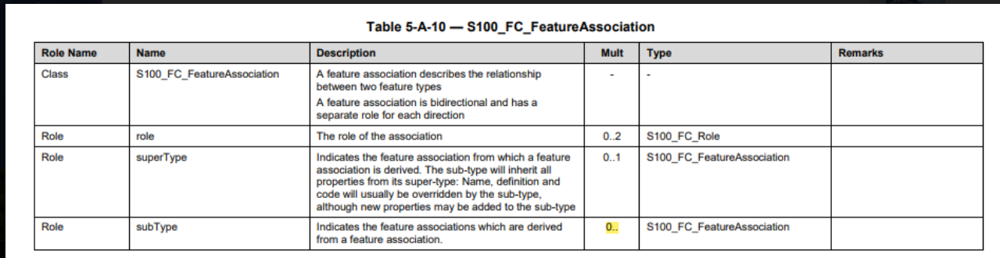 Table 5-A-10 — S100_FC_FeatureAssociation
Role Name Name Description Mult Type Remarks
Class S100_FC_FeatureAssociation A feature association describes the relationship - -
between two feature types
A feature association is bidirectional and has a
separate role for each direction
Role role The role of the association 0..2 S100_FC_Role
Role superType Indicates the feature association from which a feature 0..1 S100_FC_FeatureAssociation
association is derived. The sub-type will inherit all
properties from its super-type: Name, definition and
code will usually be overridden by the sub-type,
although new properties may be added to the sub-type
Role subType Indicates the feature associations which are derived 0.. S100_FC_FeatureAssociation
from a feature association.